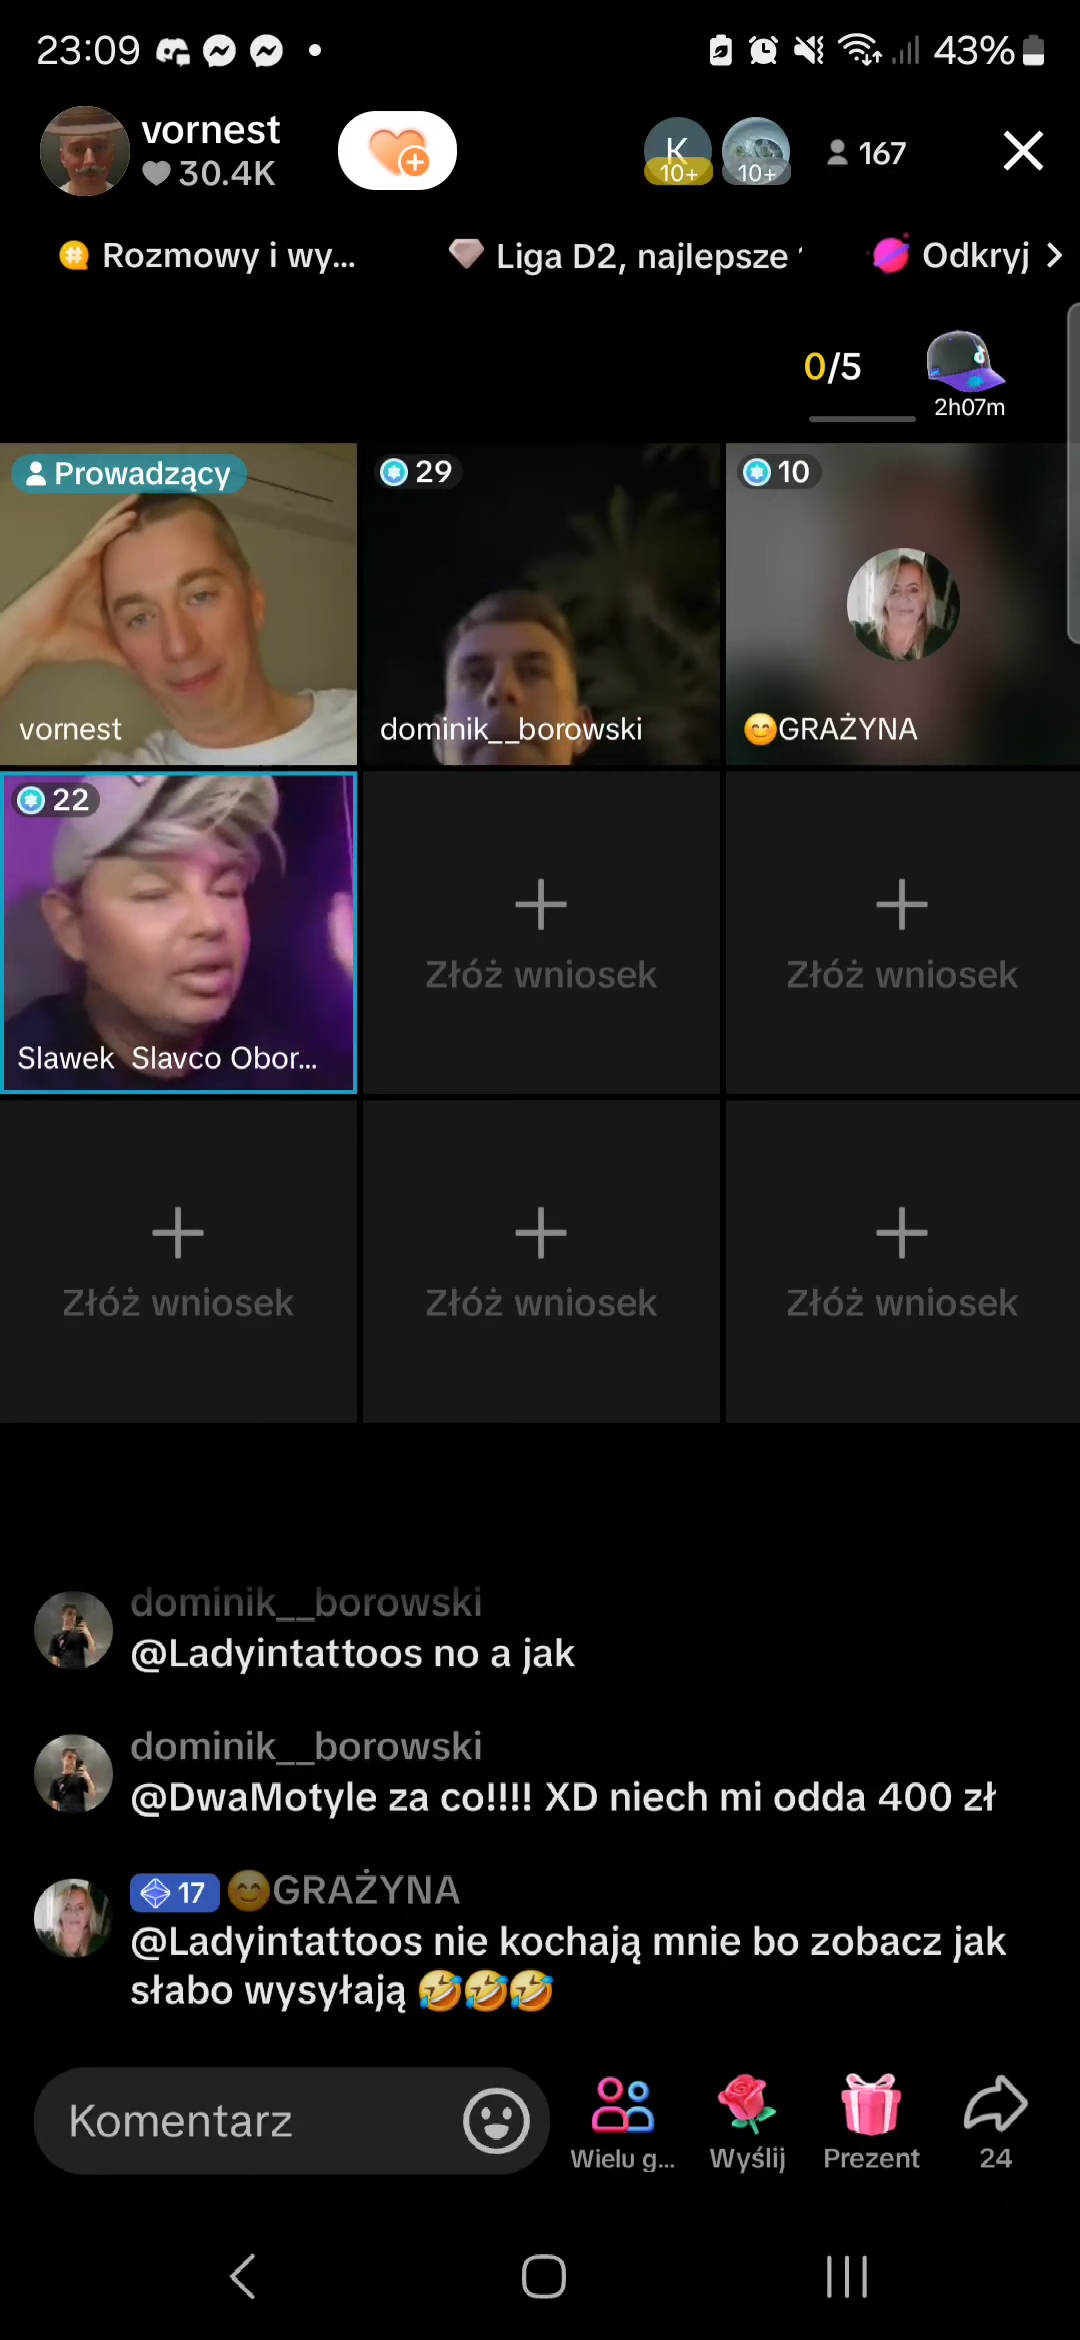 23:09
43%
vornest
30.4K
K
10+
10+
167
Rozmowy i wy...
Liga D2, najlepsze
Odkryj
0/5
2h07m
Prowadzący
29
10
vornest
dominik__borowski
😊GRAŻYNA
22
Slawek Slavco Obor...
Złóż wniosek
Złóż wniosek
Złóż wniosek
Złóż wniosek
Złóż wniosek
dominik__borowski
@Ladyintattoos no a jak
dominik__borowski
@DwaMotyle za co!!!! XD niech mi odda 400 zł
17 😊GRAŻYNA
@Ladyintattoos nie kochają mnie bo zobacz jak
słabo wysyłają 🤣🤣🤣
Komentarz
Wielu g...
Wyślij
Prezent
24